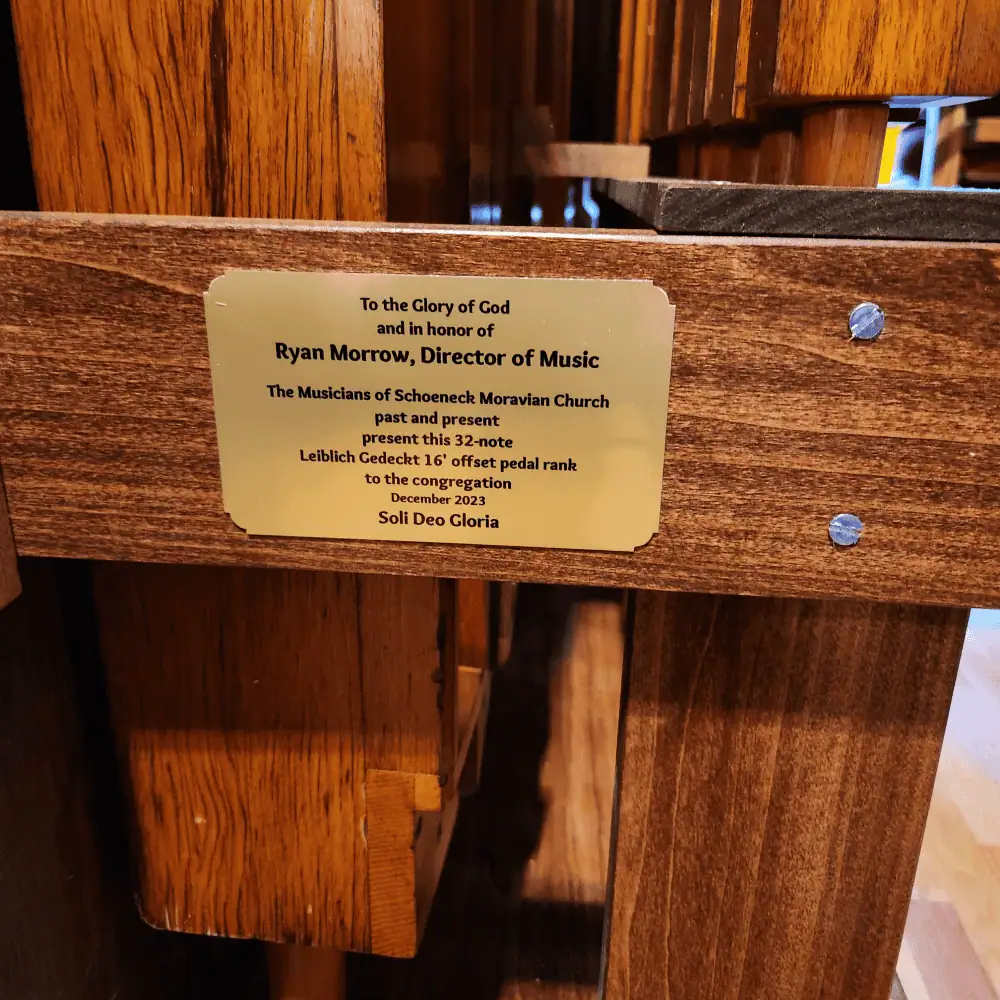 To the Glory of God
and in honor of
Ryan Morrow, Director of Music
The Musicians of Schoeneck Moravian Church
past and present
present this 32-note
Leiblich Gedeckt 16' offset pedal rank
to the congregation
December 2023
Soli Deo Gloria